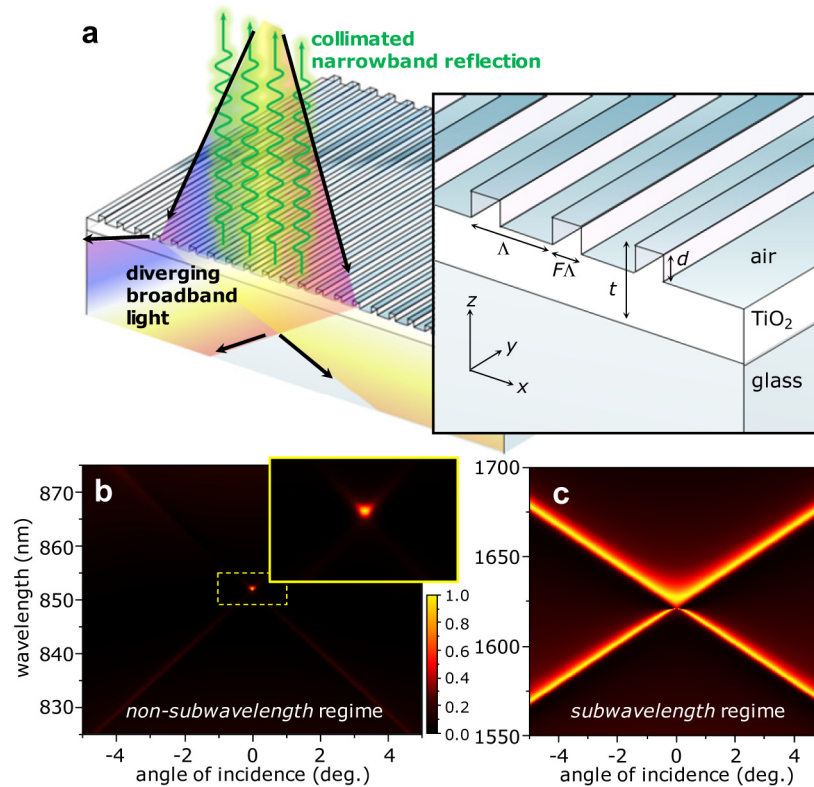 a
collimated
narrowband reflection
diverging
broadband
light
Λ
FΛ
t
d
air
TiO₂
glass
z
y
x
b
wavelength (nm)
870
860
850
840
830
-4
-2
0
2
4
angle of incidence (deg.)
non-subwavelength regime
1.0
0.8
0.6
0.4
0.2
0.0
c
1700
1650
1600
1550
-4
-2
0
2
4
angle of incidence (deg.)
subwavelength regime